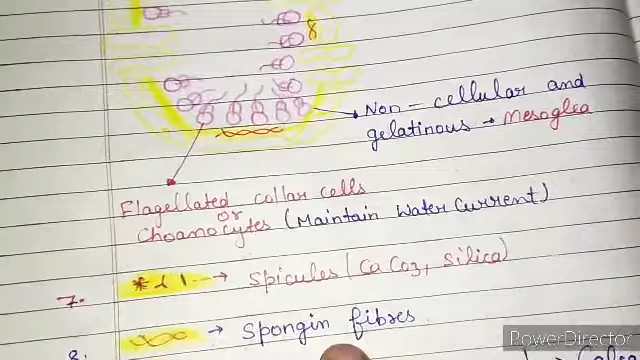 8
Non - cellular and
gelatinous → Mesoglea
Flagellated collar cells
or
Choanocytes (Maintain Water Current)
7. → Spicules (CaCO3, Silica)
8. → Spongin fibres
PowerDirector